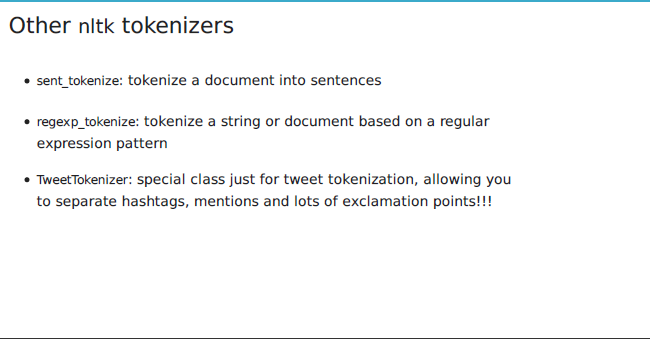 Other nltk tokenizers
• sent_tokenize: tokenize a document into sentences
• regexp_tokenize: tokenize a string or document based on a regular
expression pattern
• TweetTokenizer: special class just for tweet tokenization, allowing you
to separate hashtags, mentions and lots of exclamation points!!!